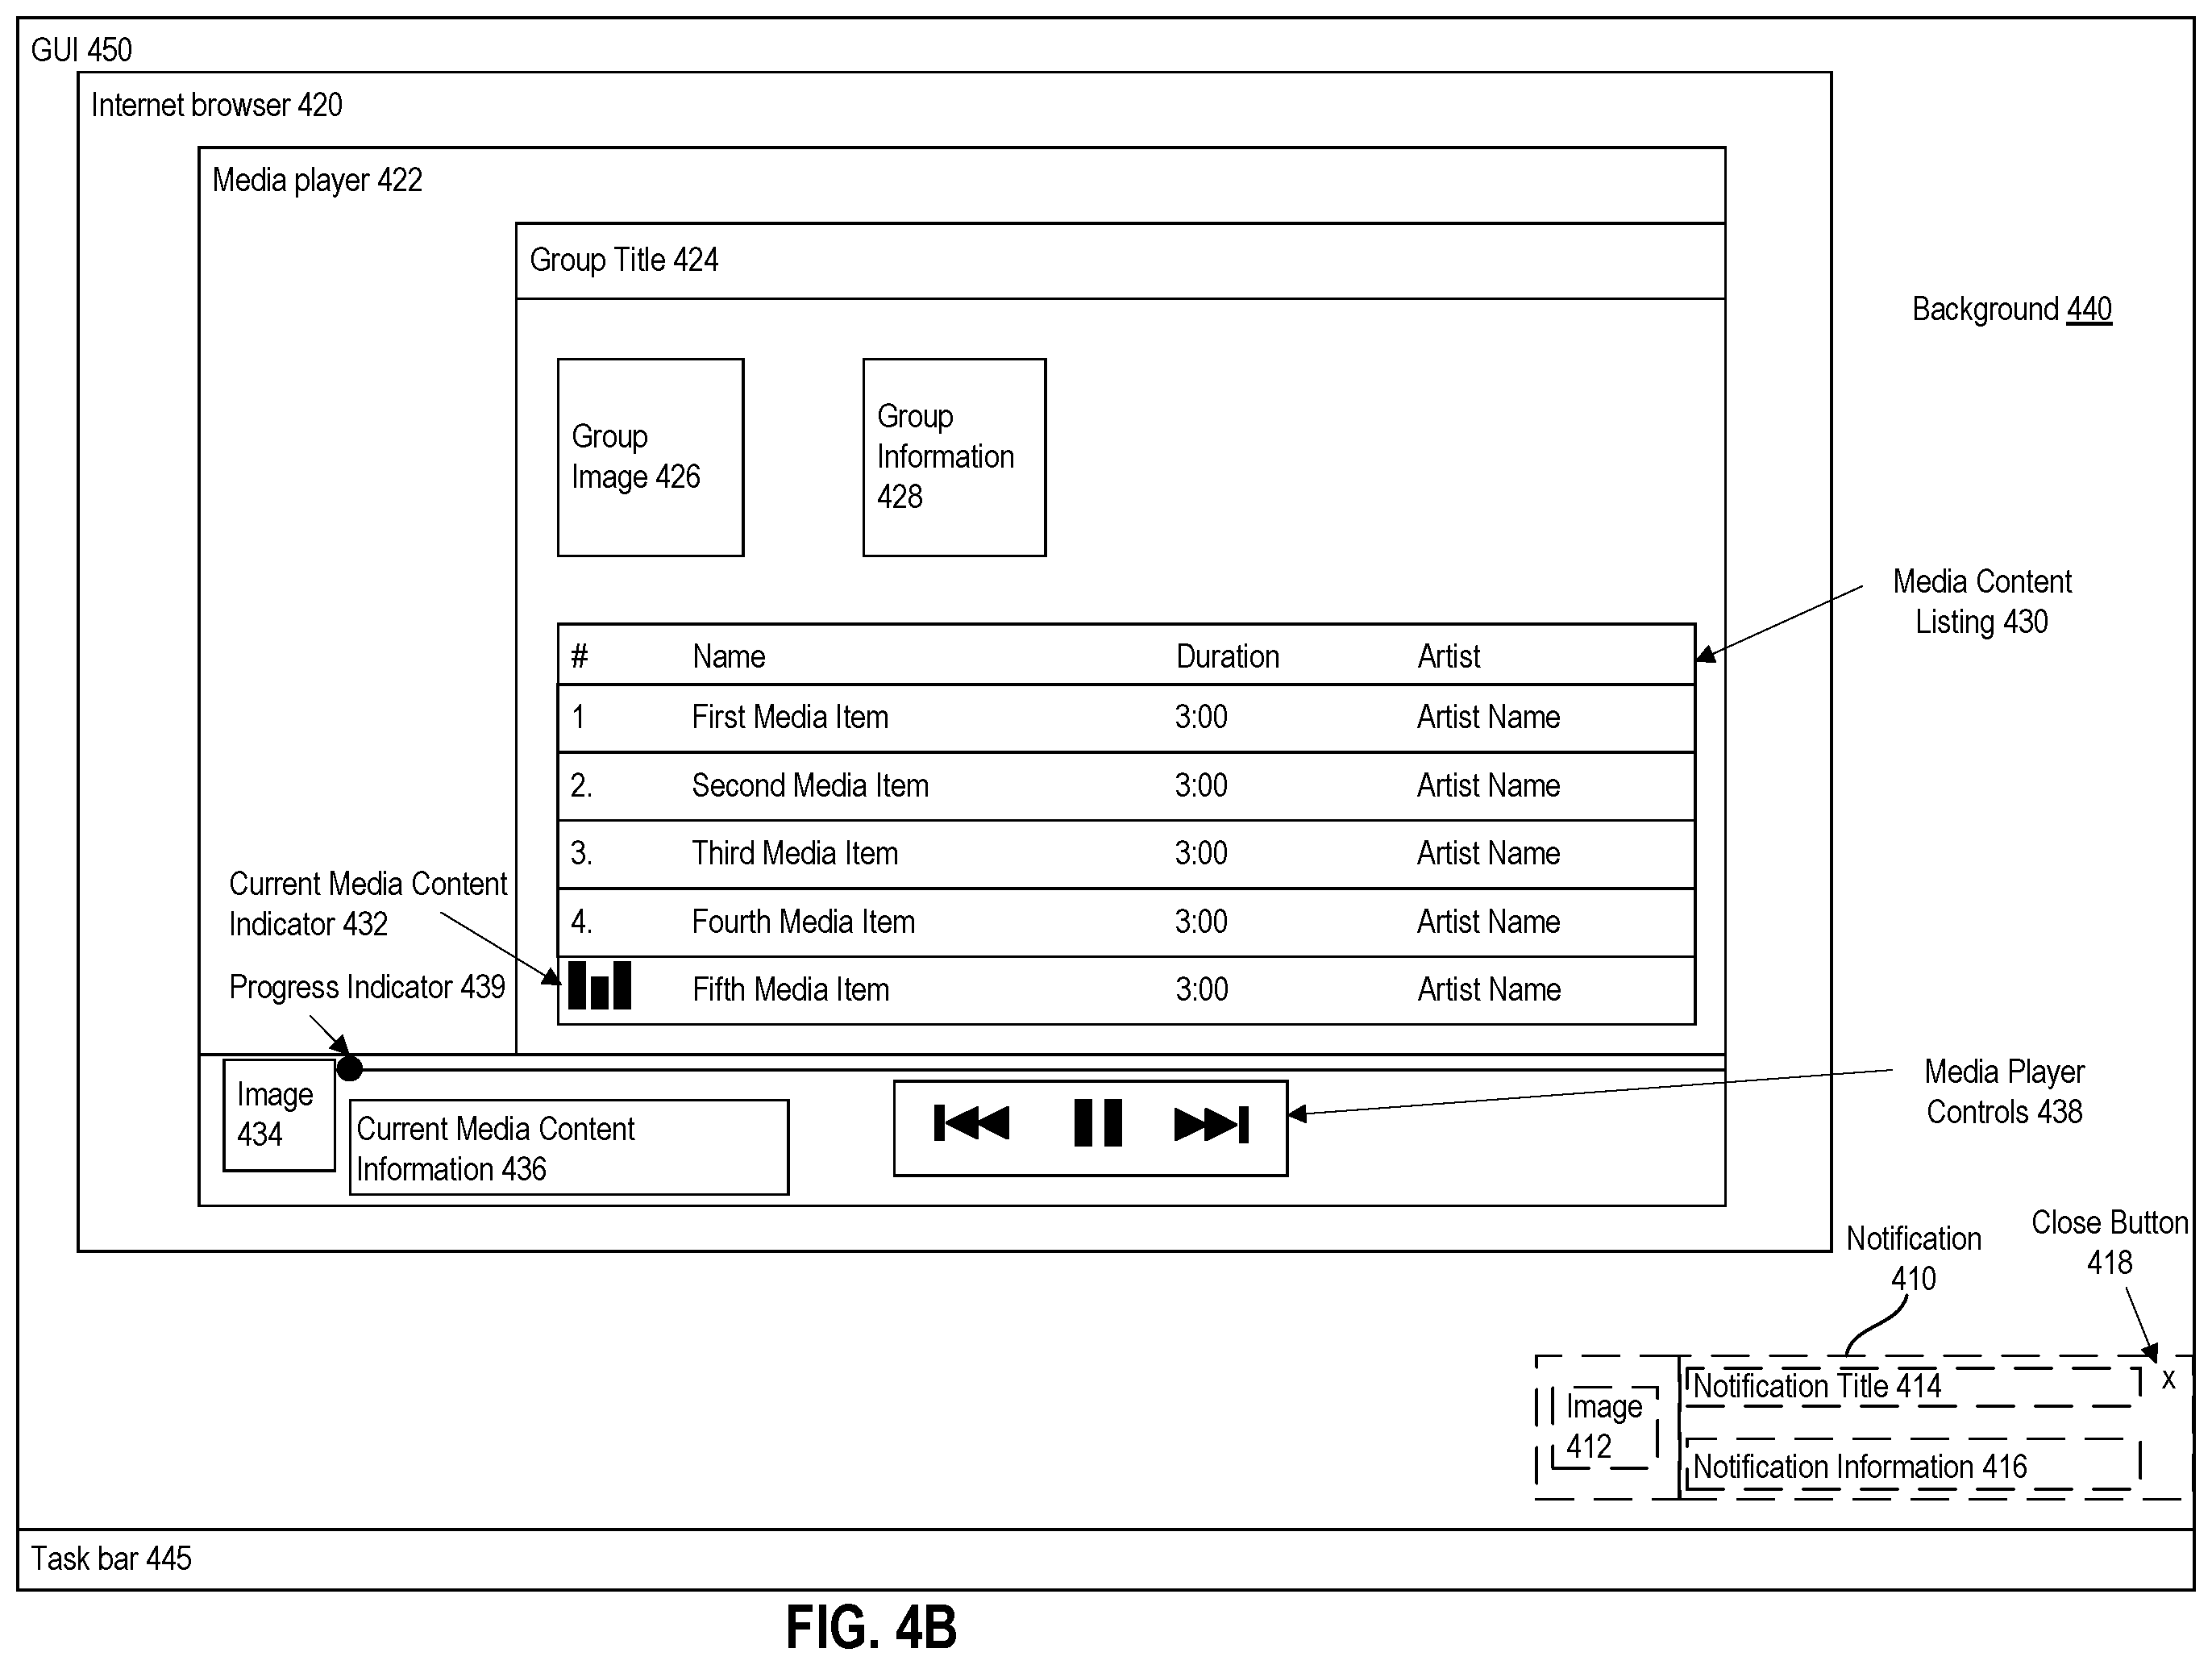 GUI 450
Internet browser 420
Media player 422
Group Title 424
Background 440
Group
Image 426
Group
Information
428
Media Content
Listing 430
# Name Duration Artist
1 First Media Item 3:00 Artist Name
2. Second Media Item 3:00 Artist Name
3. Third Media Item 3:00 Artist Name
4. Fourth Media Item 3:00 Artist Name
Fifth Media Item 3:00 Artist Name
Current Media Content
Indicator 432
Progress Indicator 439
Image
434
Current Media Content
Information 436
Media Player
Controls 438
Notification
410
Close Button
418
Image
412
Notification Title 414
x
Notification Information 416
Task bar 445
FIG. 4B